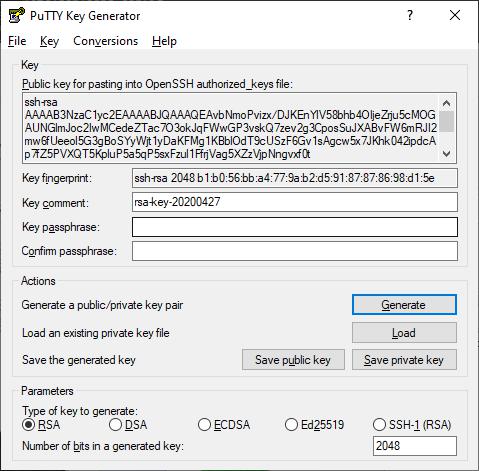 PuTTY Key Generator
?
File Key Conversions Help
Key
Public key for pasting into OpenSSH authorized_keys file:
ssh-rsa
AAAAB3NzaC1yc2EAAAABJQAAAQEAvbNmoPvizx/DJKEnYlV58bhb4OljeZrju5cMOG
AUNGlmJoc2IwMCedeZTac7O3okJqFWwGP3vskQ7zev2g3CposSuJXABvFW6mRJl2
mw6fUeeol5G3gBoSYyWjt1yDaKFMg1KBblOdT9cUSzF6Gv1sAgcw5x7JKhk042pdcA
p7fZ5PVXQT5KpluP5a5qP5sxFzul1FfrjVag5XZzVjpNngvxf0t
Key fingerprint: ssh-rsa 2048 b1:b0:56:bb:a4:77:9a:b2:d5:91:87:87:86:98:d1:5e
Key comment: rsa-key-20200427
Key passphrase:
Confirm passphrase:
Actions
Generate a public/private key pair Generate
Load an existing private key file Load
Save the generated key Save public key Save private key
Parameters
Type of key to generate:
RSA DSA ECDSA Ed25519 SSH-1 (RSA)
Number of bits in a generated key: 2048